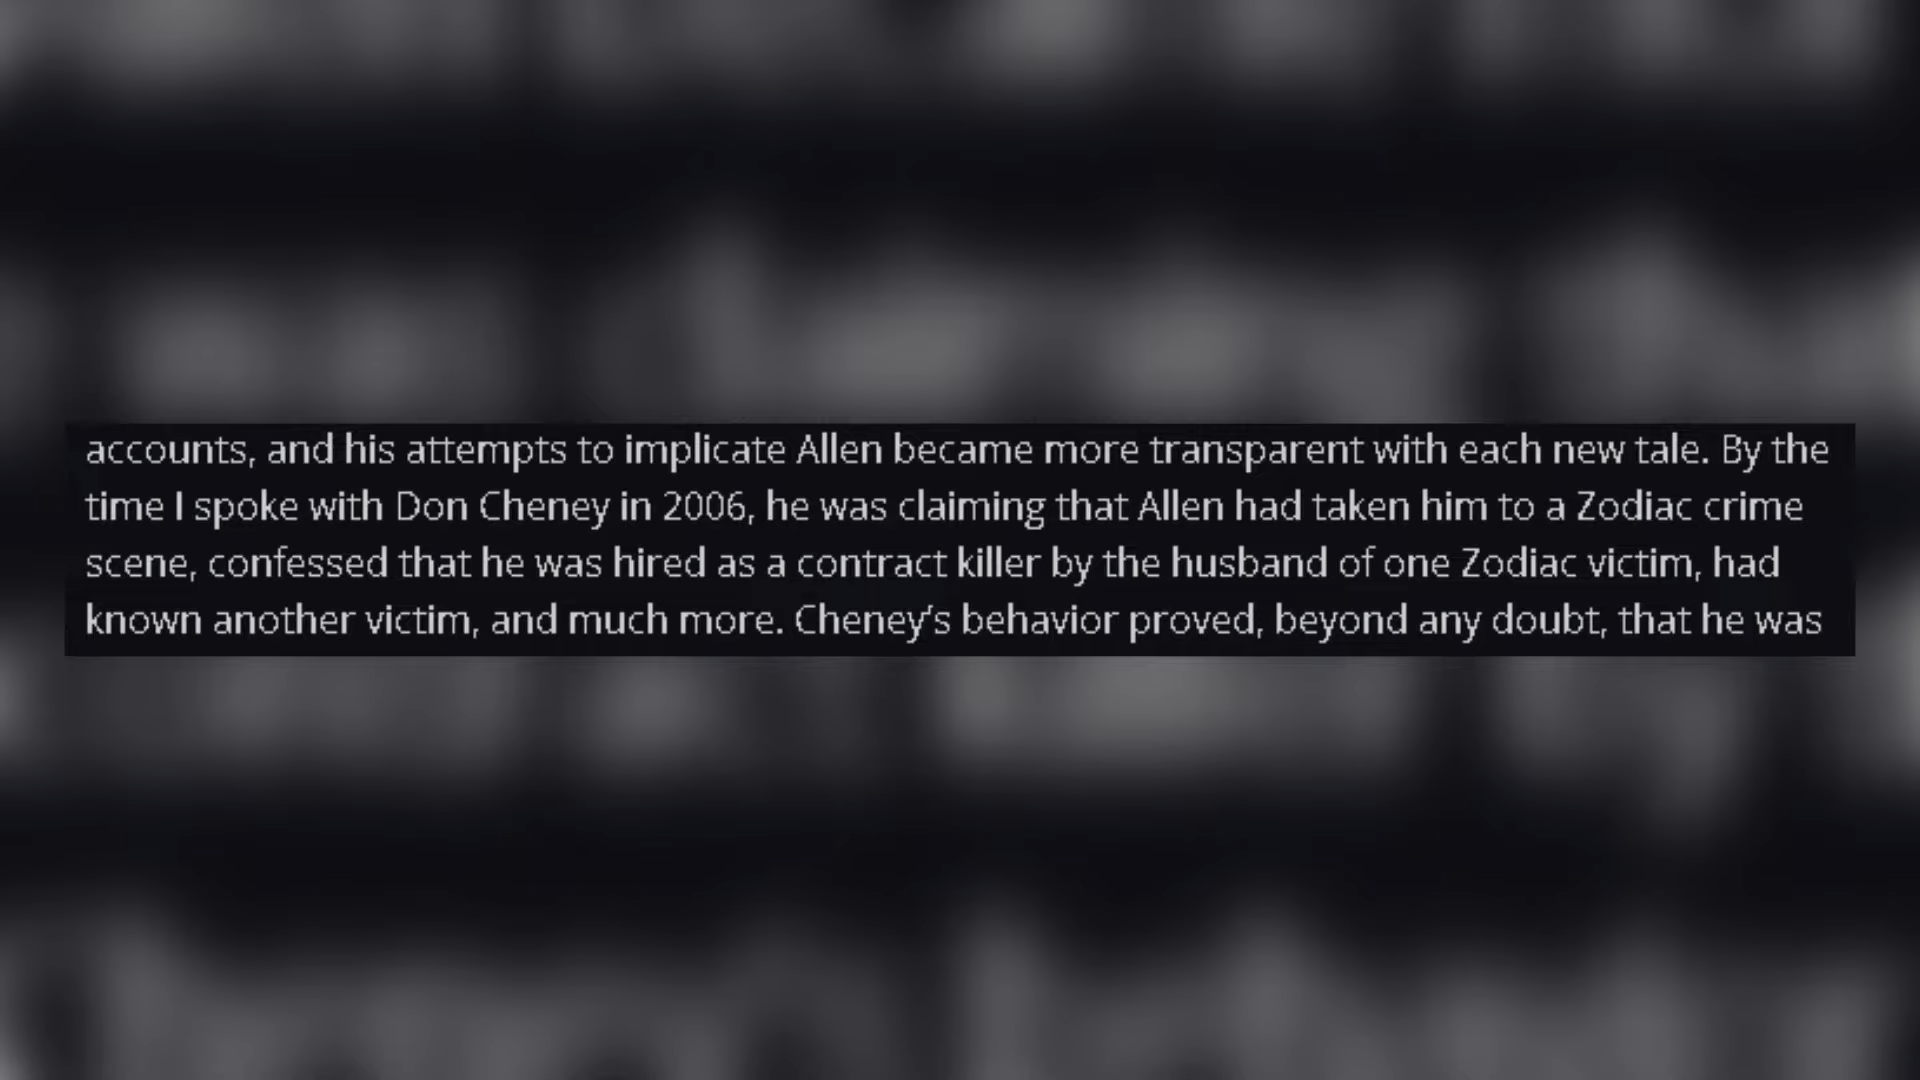 accounts, and his attempts to implicate Allen became more transparent with each new tale. By the
time I spoke with Don Cheney in 2006, he was claiming that Allen had taken him to a Zodiac crime
scene, confessed that he was hired as a contract killer by the husband of one Zodiac victim, had
known another victim, and much more. Cheney’s behavior proved, beyond any doubt, that he was